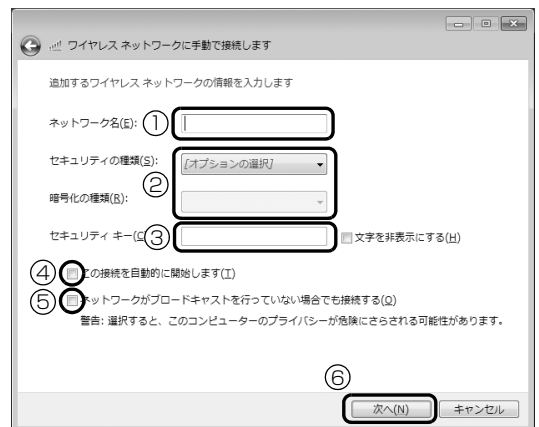 ワイヤレス ネットワークに手動で接続します
追加するワイヤレス ネットワークの情報を入力します
ネットワーク名(E): ①
セキュリティの種類(S): [オプションの選択]
②
暗号化の種類(R):
セキュリティ キー(C ③ 文字を非表示にする(H)
④ この接続を自動的に開始します(T)
⑤ ネットワークがブロードキャストを行っていない場合でも接続する(O)
警告: 選択すると、このコンピューターのプライバシーが危険にさらされる可能性があります。
⑥
次へ(N) キャンセル